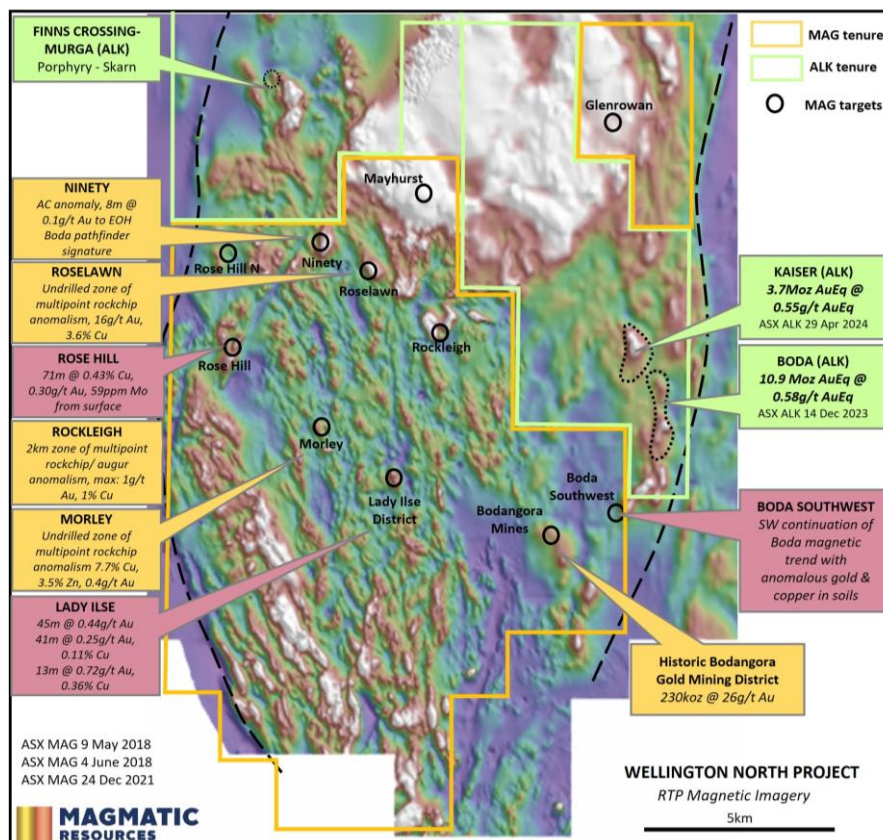 FINNS CROSSING-
MURGA (ALK)
Porphyry - Skarn
NINETY
AC anomaly, 8m @
0.1g/t Au to EOH
Boda pathfinder
signature
ROSELAWN
Undrilled zone of
multipoint rockchip
anomalism, 16g/t Au,
3.6% Cu
ROSE HILL
71m @ 0.43% Cu,
0.30g/t Au, 59ppm Mo
from surface
ROCKLEIGH
2km zone of multipoint
rockchip/ augur
anomalism, max: 1g/t
Au, 1% Cu
MORLEY
Undrilled zone of
multipoint rockchip
anomalism 7.7% Cu,
3.5% Zn, 0.4g/t Au
LADY ILSE
45m @ 0.44g/t Au
41m @ 0.25g/t Au,
0.11% Cu
13m @ 0.72g/t Au,
0.36% Cu
ASX MAG 9 May 2018
ASX MAG 4 June 2018
ASX MAG 24 Dec 2021
MAGMATIC
RESOURCES
Glenrowan
Mayhurst
Rose Hill N
Ninety
Roselawn
Rockleigh
Rose Hill
Morley
Lady Ilse
District
Bodangora
Mines
Boda
Southwest
MAG tenure
ALK tenure
MAG targets
KAISER (ALK)
3.7Moz AuEq @
0.55g/t AuEq
ASX ALK 29 Apr 2024
BODA (ALK)
10.9 Moz AuEq @
0.58g/t AuEq
ASX ALK 14 Dec 2023
BODA SOUTHWEST
SW continuation of
Boda magnetic
trend with
anomalous gold &
copper in soils
Historic Bodangora
Gold Mining District
230koz @ 26g/t Au
WELLINGTON NORTH PROJECT
RTP Magnetic Imagery
5km